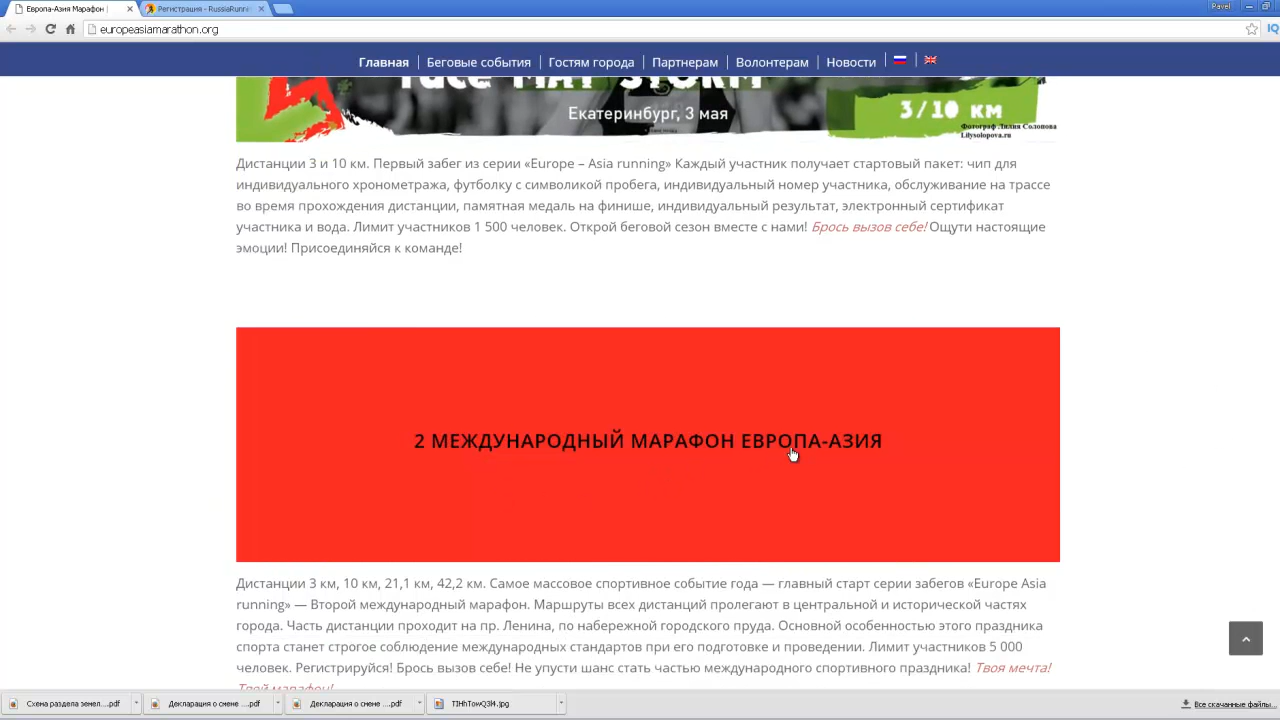 Европа-Азия Марафон |
Регистрация - RussiaRunni
Pavel
europeasiamarathon.org
IQ
Главная
Беговые события
Гостям города
Партнерам
Волонтерам
Новости
race MAY STORM
Екатеринбург, 3 мая
3/10 км
Фотограф Лилия Солопова
Lilysolopova.ru
Дистанции 3 и 10 км. Первый забег из серии «Europe – Asia running» Каждый участник получает стартовый пакет: чип для
индивидуального хронометража, футболку с символикой пробега, индивидуальный номер участника, обслуживание на трассе
во время прохождения дистанции, памятная медаль на финише, индивидуальный результат, электронный сертификат
участника и вода. Лимит участников 1 500 человек. Открой беговой сезон вместе с нами! Брось вызов себе! Ощути настоящие
эмоции! Присоединяйся к команде!
2 МЕЖДУНАРОДНЫЙ МАРАФОН ЕВРОПА-АЗИЯ
Дистанции 3 км, 10 км, 21,1 км, 42,2 км. Самое массовое спортивное событие года — главный старт серии забегов «Europe Asia
running» — Второй международный марафон. Маршруты всех дистанций пролегают в центральной и исторической частях
города. Часть дистанции проходит на пр. Ленина, по набережной городского пруда. Основной особенностью этого праздника
спорта станет строгое соблюдение международных стандартов при его подготовке и проведении. Лимит участников 5 000
человек. Регистрируйся! Брось вызов себе! Не упусти шанс стать частью международного спортивного праздника! Твоя мечта!
Твой марафон!
Схема раздела земел....pdf
Декларация о смене ....pdf
Декларация о смене ....pdf
Все скачанные файлы...